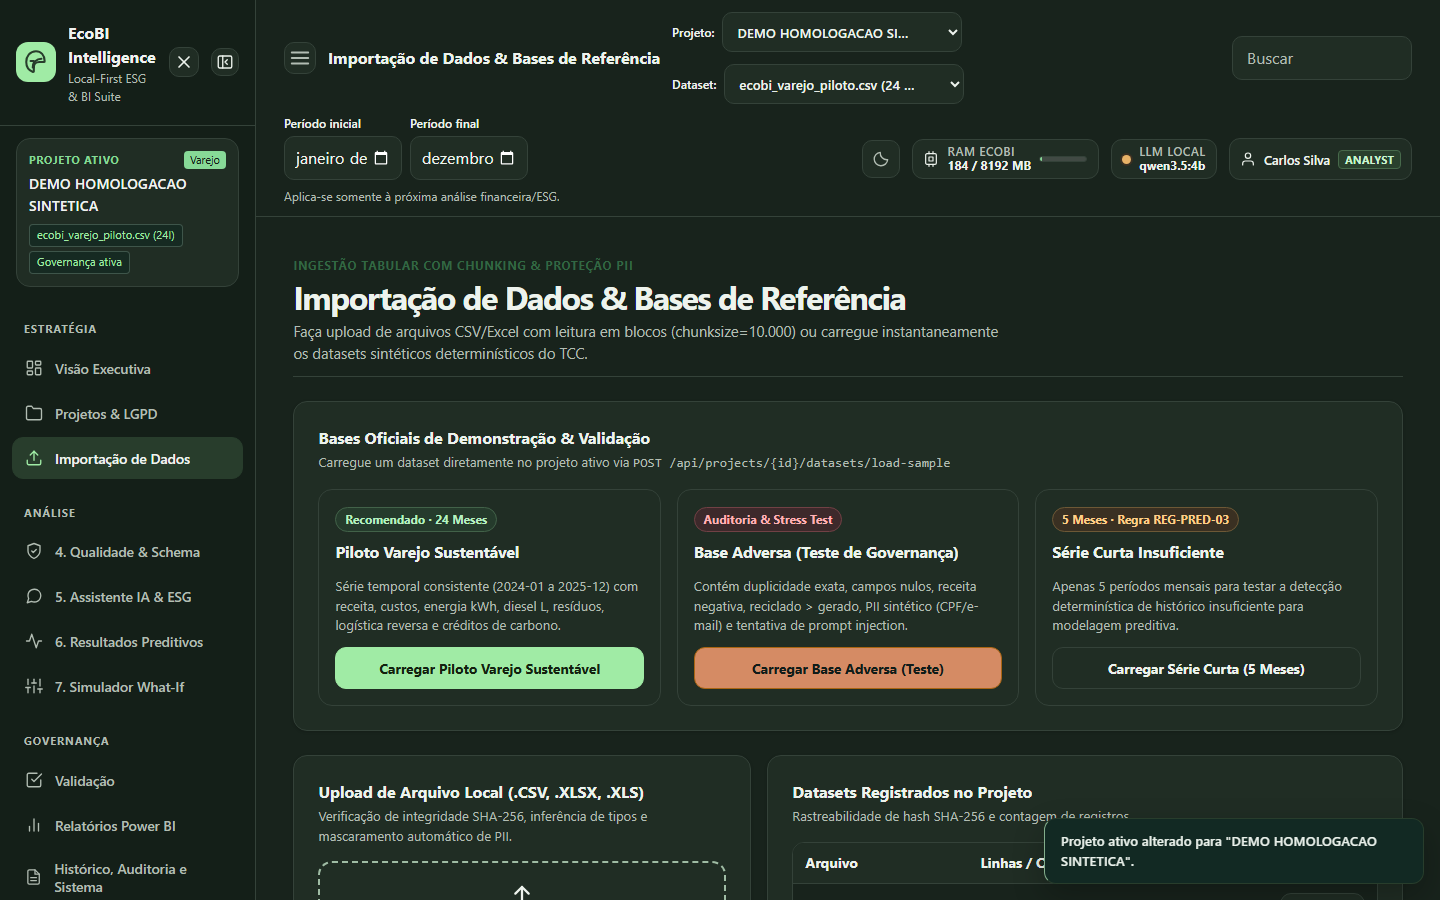 EcoBI
Intelligence
Local-First ESG
& BI Suite
PROJETO ATIVO
Varejo
DEMO HOMOLOGACAO
SINTETICA
ecobi_varejo_piloto.csv (24l)
Governança ativa
ESTRATÉGIA
Visão Executiva
Projetos & LGPD
Importação de Dados
ANÁLISE
4. Qualidade & Schema
5. Assistente IA & ESG
6. Resultados Preditivos
7. Simulador What-If
GOVERNANÇA
Validação
Relatórios Power BI
Histórico, Auditoria e
Sistema
Importação de Dados & Bases de Referência
Projeto:
DEMO HOMOLOGACAO SI...
Dataset:
ecobi_varejo_piloto.csv (24 ...
Buscar
Período inicial
Período final
janeiro de
dezembro
Aplica-se somente à próxima análise financeira/ESG.
RAM ECOBI
184 / 8192 MB
LLM LOCAL
qwen3.5:4b
Carlos Silva
ANALYST
INGESTÃO TABULAR COM CHUNKING & PROTEÇÃO PII
Importação de Dados & Bases de Referência
Faça upload de arquivos CSV/Excel com leitura em blocos (chunksize=10.000) ou carregue instantaneamente
os datasets sintéticos determinísticos do TCC.
Bases Oficiais de Demonstração & Validação
Carregue um dataset diretamente no projeto ativo via POST /api/projects/{id}/datasets/load-sample
Recomendado · 24 Meses
Piloto Varejo Sustentável
Série temporal consistente (2024-01 a 2025-12) com
receita, custos, energia kWh, diesel L, resíduos,
logística reversa e créditos de carbono.
Carregar Piloto Varejo Sustentável
Auditoria & Stress Test
Base Adversa (Teste de Governança)
Contém duplicidade exata, campos nulos, receita
negativa, reciclado > gerado, PII sintético (CPF/e-
mail) e tentativa de prompt injection.
Carregar Base Adversa (Teste)
5 Meses · Regra REG-PRED-03
Série Curta Insuficiente
Apenas 5 períodos mensais para testar a detecção
determinística de histórico insuficiente para
modelagem preditiva.
Carregar Série Curta (5 Meses)
Upload de Arquivo Local (.CSV, .XLSX, .XLS)
Verificação de integridade SHA-256, inferência de tipos e
mascaramento automático de PII.
Datasets Registrados no Projeto
Rastreabilidade de hash SHA-256 e contagem de registros.
Arquivo
Linhas / C
Projeto ativo alterado para "DEMO HOMOLOGACAO
SINTETICA".